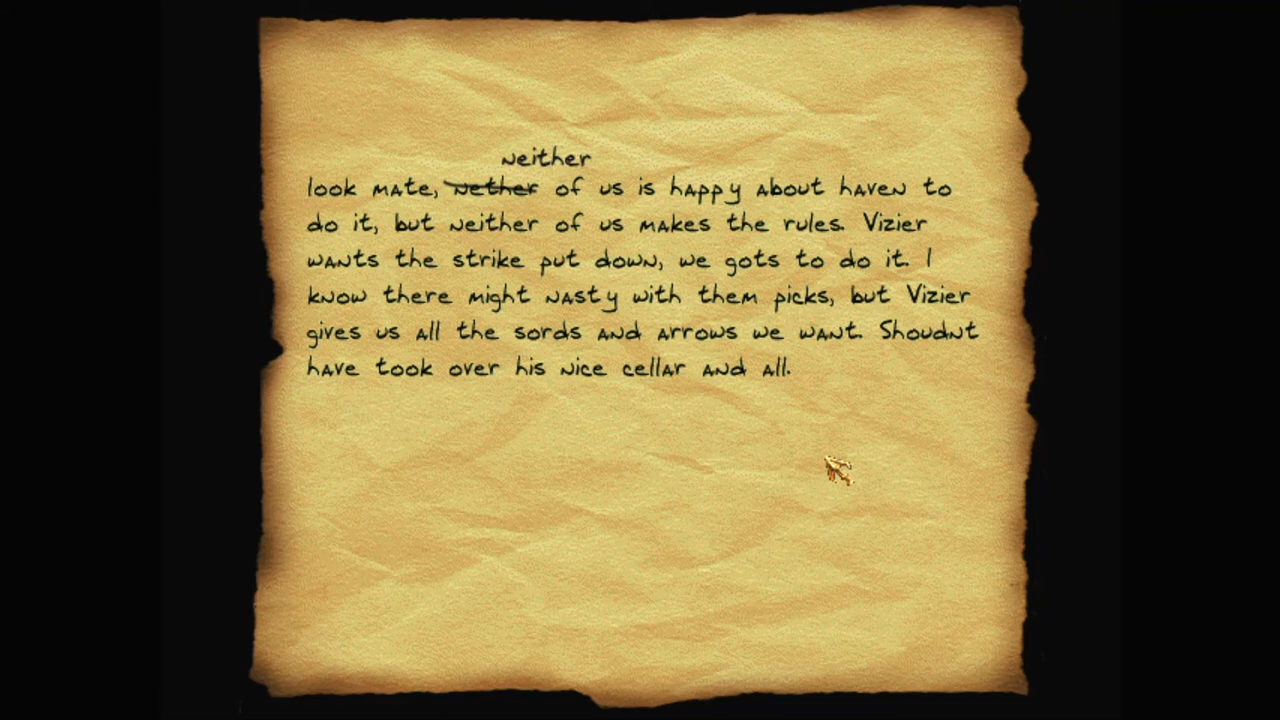 Neither
look mate, nether of us is happy about haven to
do it, but neither of us makes the rules. Vizier
wants the strike put down, we gots to do it. I
know there might nasty with them picks, but Vizier
gives us all the sords and arrows we want. Shoudnt
have took over his nice cellar and all.